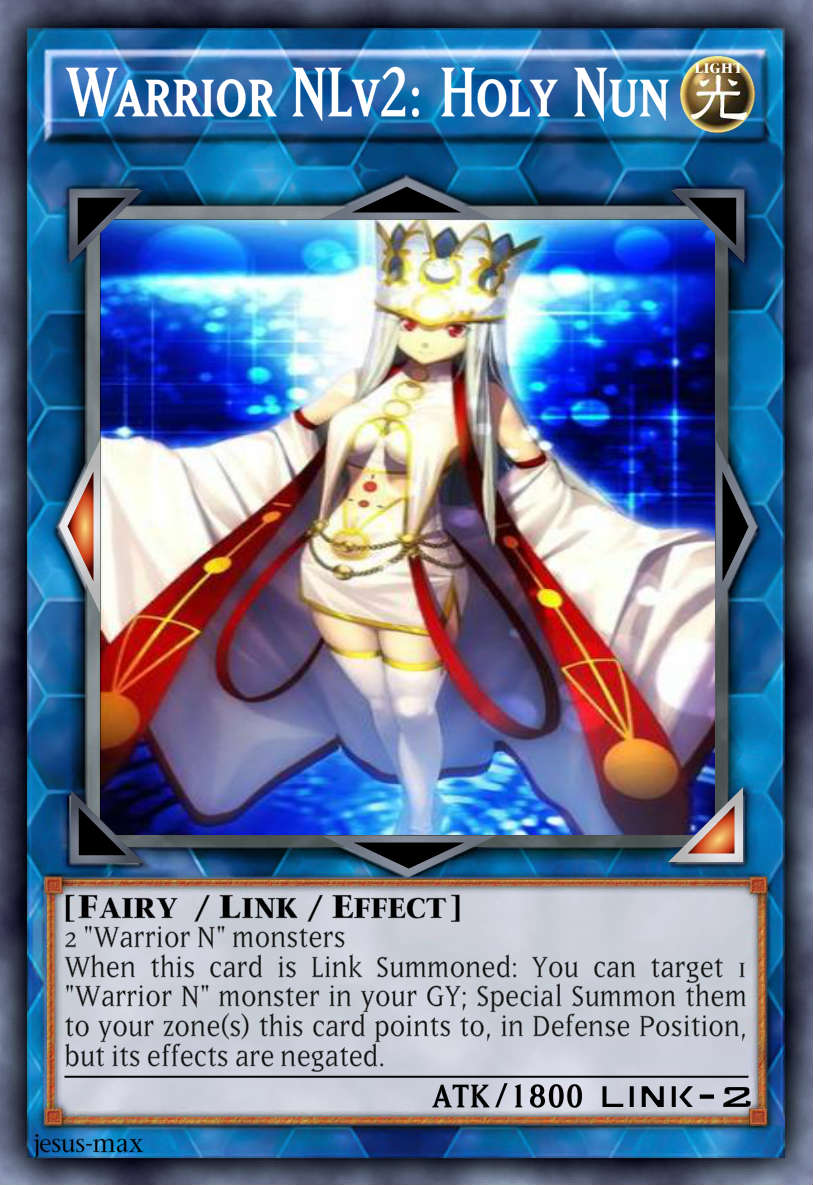 Warrior NLv2: Holy Nun
LIGHT
光
[Fairy / Link / Effect]
2 "Warrior N" monsters
When this card is Link Summoned: You can target 1
"Warrior N" monster in your GY; Special Summon them
to your zone(s) this card points to, in Defense Position,
but its effects are negated.
ATK/1800 LINK-2
jesus-max